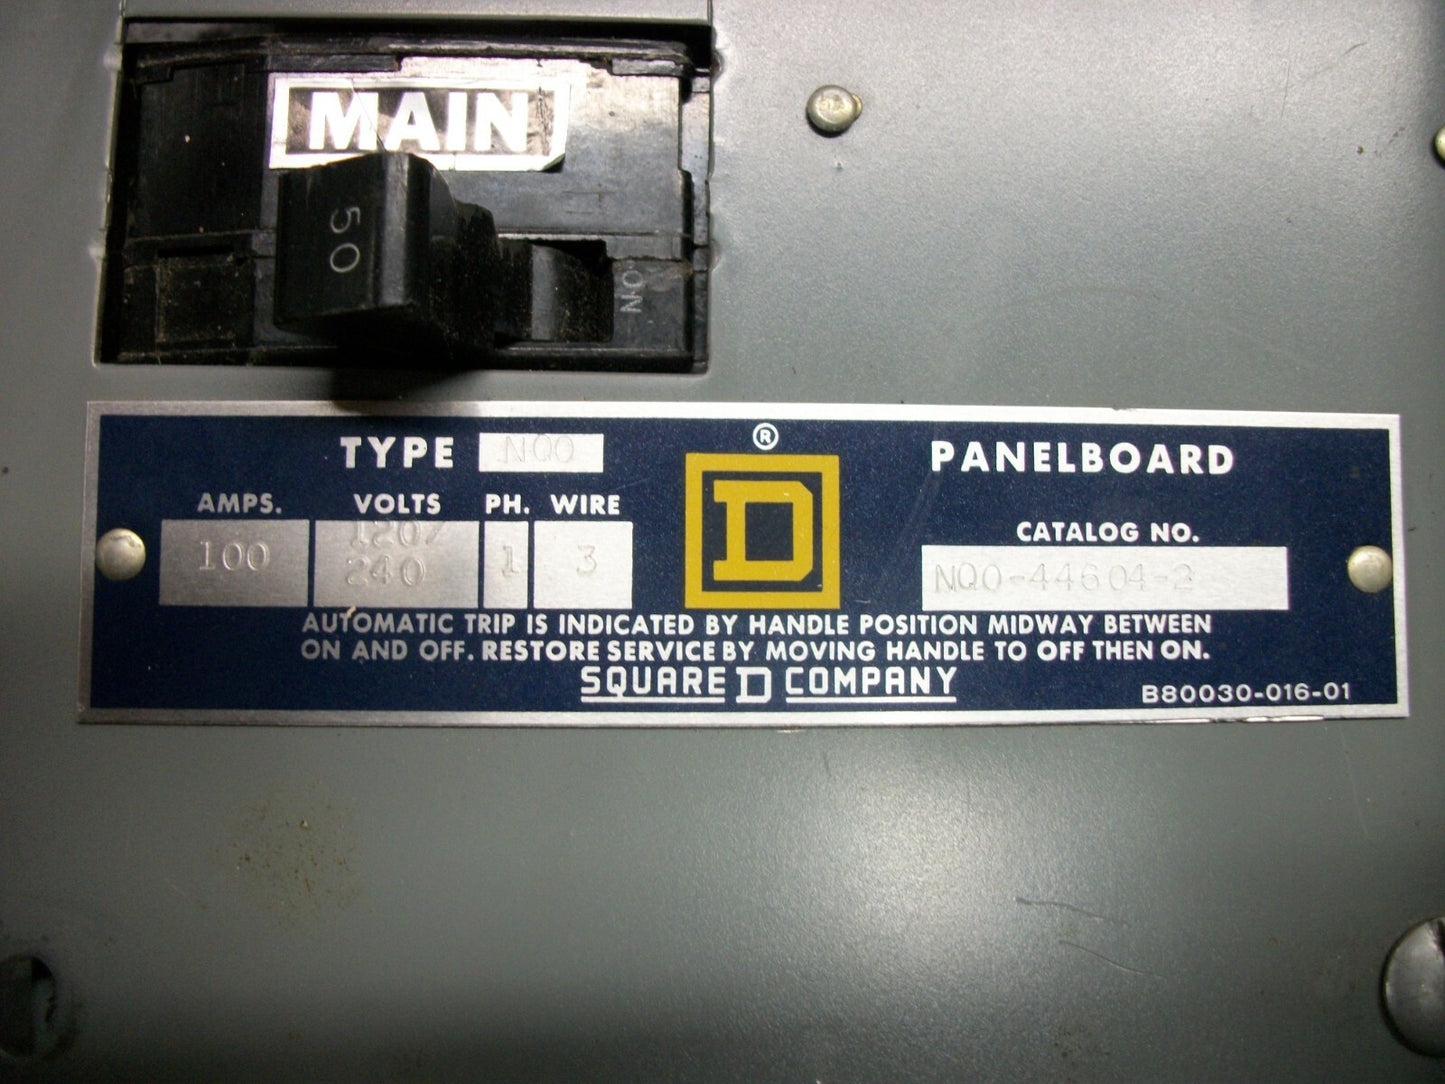 MAIN
50
ON
®
TYPE NQO
PANELBOARD
AMPS. VOLTS PH. WIRE
CATALOG NO.
100 120/ 240 1 3
D
NQO-44604-2
AUTOMATIC TRIP IS INDICATED BY HANDLE POSITION MIDWAY BETWEEN
ON AND OFF. RESTORE SERVICE BY MOVING HANDLE TO OFF THEN ON.
SQUARE D COMPANY
B80030-016-01